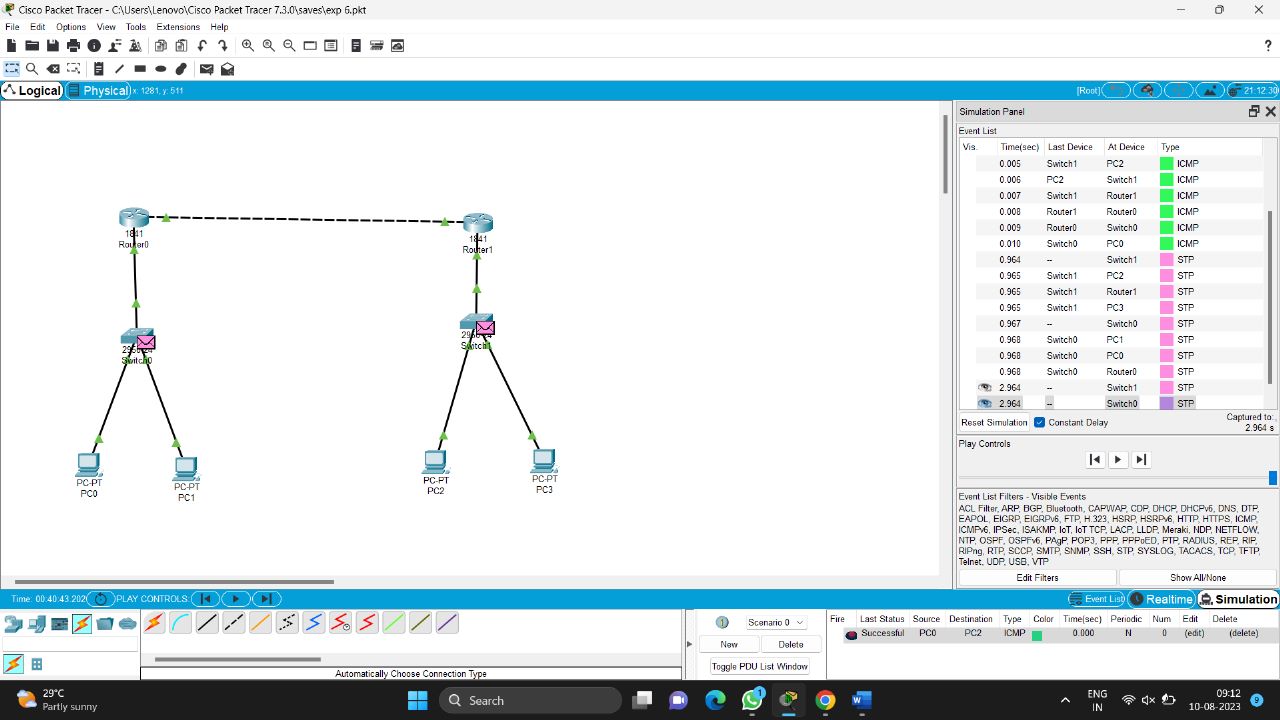 Cisco Packet Tracer - C:\Users\Lenovo\Cisco Packet Tracer 7.3.0\saves\exp 6.pkt
File Edit Options View Tools Extensions Help
?
Logical Physical x: 1281, y: 511 [Root] 21:12:30
Simulation Panel
Event List
Vis. Time(sec) Last Device At Device Type
0.005 Switch1 PC2 ICMP
0.006 PC2 Switch1 ICMP
0.007 Switch1 Router1 ICMP
0.008 Router1 Router0 ICMP
0.009 Router0 Switch0 ICMP
0.010 Switch0 PC0 ICMP
0.964 -- Switch1 STP
0.965 Switch1 PC2 STP
0.965 Switch1 Router1 STP
0.965 Switch1 PC3 STP
0.967 -- Switch0 STP
0.968 Switch0 PC1 STP
0.968 Switch0 PC0 STP
0.968 Switch0 Router0 STP
2.964 -- Switch1 STP
2.964 -- Switch0 STP
Reset Simulation Constant Delay Captured to:
2.964 s
Play Controls
Event List Filters - Visible Events
ACL Filter, ARP, BGP, Bluetooth, CAPWAP, CDP, DHCP, DHCPv6, DNS, DTP,
EAPOL, EIGRP, EIGRPv6, FTP, H.323, HSRP, HSRPv6, HTTP, HTTPS, ICMP,
ICMPv6, IPSec, ISAKMP, IoT, IoT TCP, LACP, LLDP, Meraki, NDP, NETFLOW,
NTP, OSPF, OSPFv6, PAgP, POP3, PPP, PPPoED, PTP, RADIUS, REP, RIP,
RIPng, RTP, SCCP, SMTP, SNMP, SSH, STP, SYSLOG, TACACS, TCP, TFTP,
Telnet, UDP, USB, VTP
Edit Filters Show All/None
1841
Router0
1841
Router1
Switch0
Switch1
PC-PT
PC0
PC-PT
PC1
PC-PT
PC2
PC-PT
PC3
Time: 00:40:43.202 PLAY CONTROLS: Event List Realtime Simulation
Scenario 0
New Delete
Toggle PDU List Window
Fire Last Status Source Destination Type Color Time(sec) Periodic Num Edit Delete
Successful PC0 PC2 ICMP 0.000 N 0 (edit) (delete)
Automatically Choose Connection Type
29°C
Partly sunny
Search
1
ENG
IN
09:12
10-08-2023
9